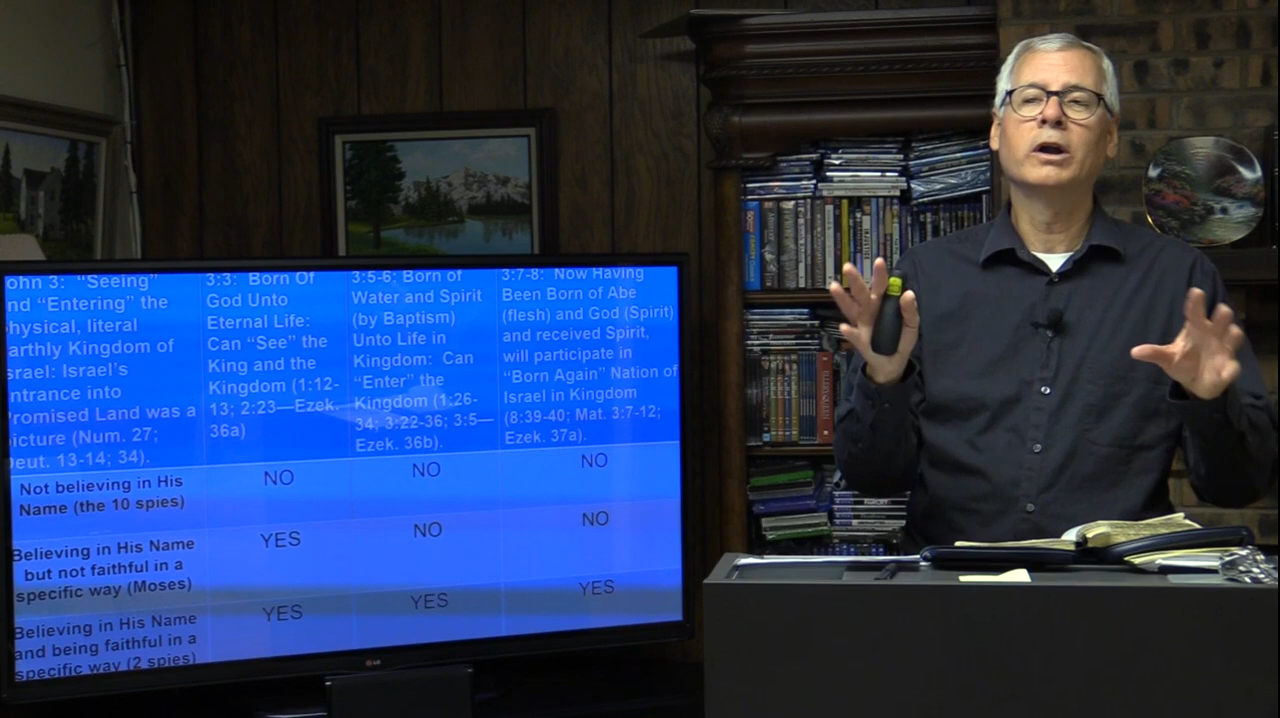 ohn 3: “Seeing”
nd “Entering” the
hysical, literal
arthly Kingdom of
srael: Israel’s
ntrance into
romised Land was a
icture (Num. 27;
eut. 13-14; 34).
3:3: Born Of
God Unto
Eternal Life:
Can “See” the
King and the
Kingdom (1:12-
13; 2:23—Ezek.
36a)
3:5-6: Born of
Water and Spirit
(by Baptism)
Unto Life in
Kingdom: Can
“Enter” the
Kingdom (1:26-
34; 3:22-36; 3:5—
Ezek. 36b).
3:7-8: Now Having
Been Born of Abe
(flesh) and God (Spirit)
and received Spirit,
will participate in
“Born Again” Nation of
Israel in Kingdom
(8:39-40; Mat. 3:7-12;
Ezek. 37a).
Not believing in His
Name (the 10 spies)
NO
NO
NO
Believing in His Name
but not faithful in a
specific way (Moses)
YES
NO
NO
Believing in His Name
and being faithful in a
specific way (2 spies)
YES
YES
YES
LG